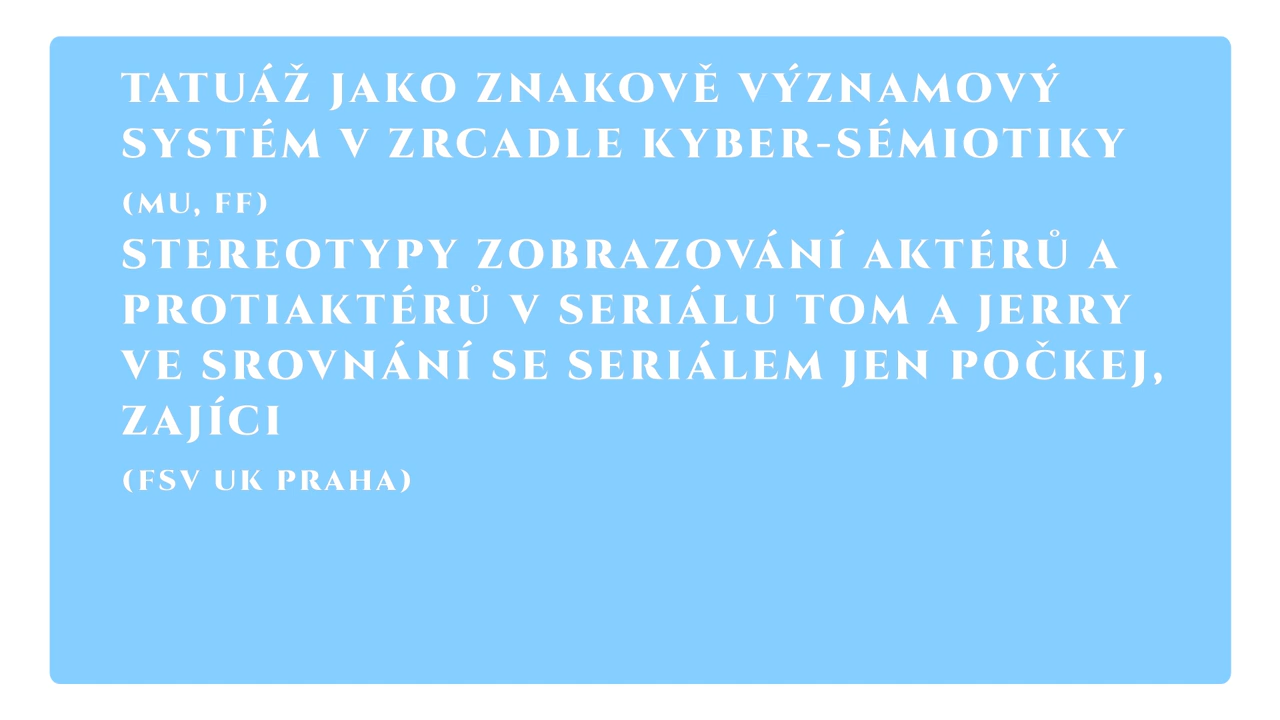 TATUÁŽ JAKO ZNAKOVĚ VÝZNAMOVÝ
SYSTÉM V ZRCADLE KYBER-SÉMIOTIKY
(MU, FF)
STEREOTYPY ZOBRAZOVÁNÍ AKTÉRŮ A
PROTIAKTÉRŮ V SERIÁLU TOM A JERRY
VE SROVNÁNÍ SE SERIÁLEM JEN POČKEJ,
ZAJÍCI
(FSV UK PRAHA)